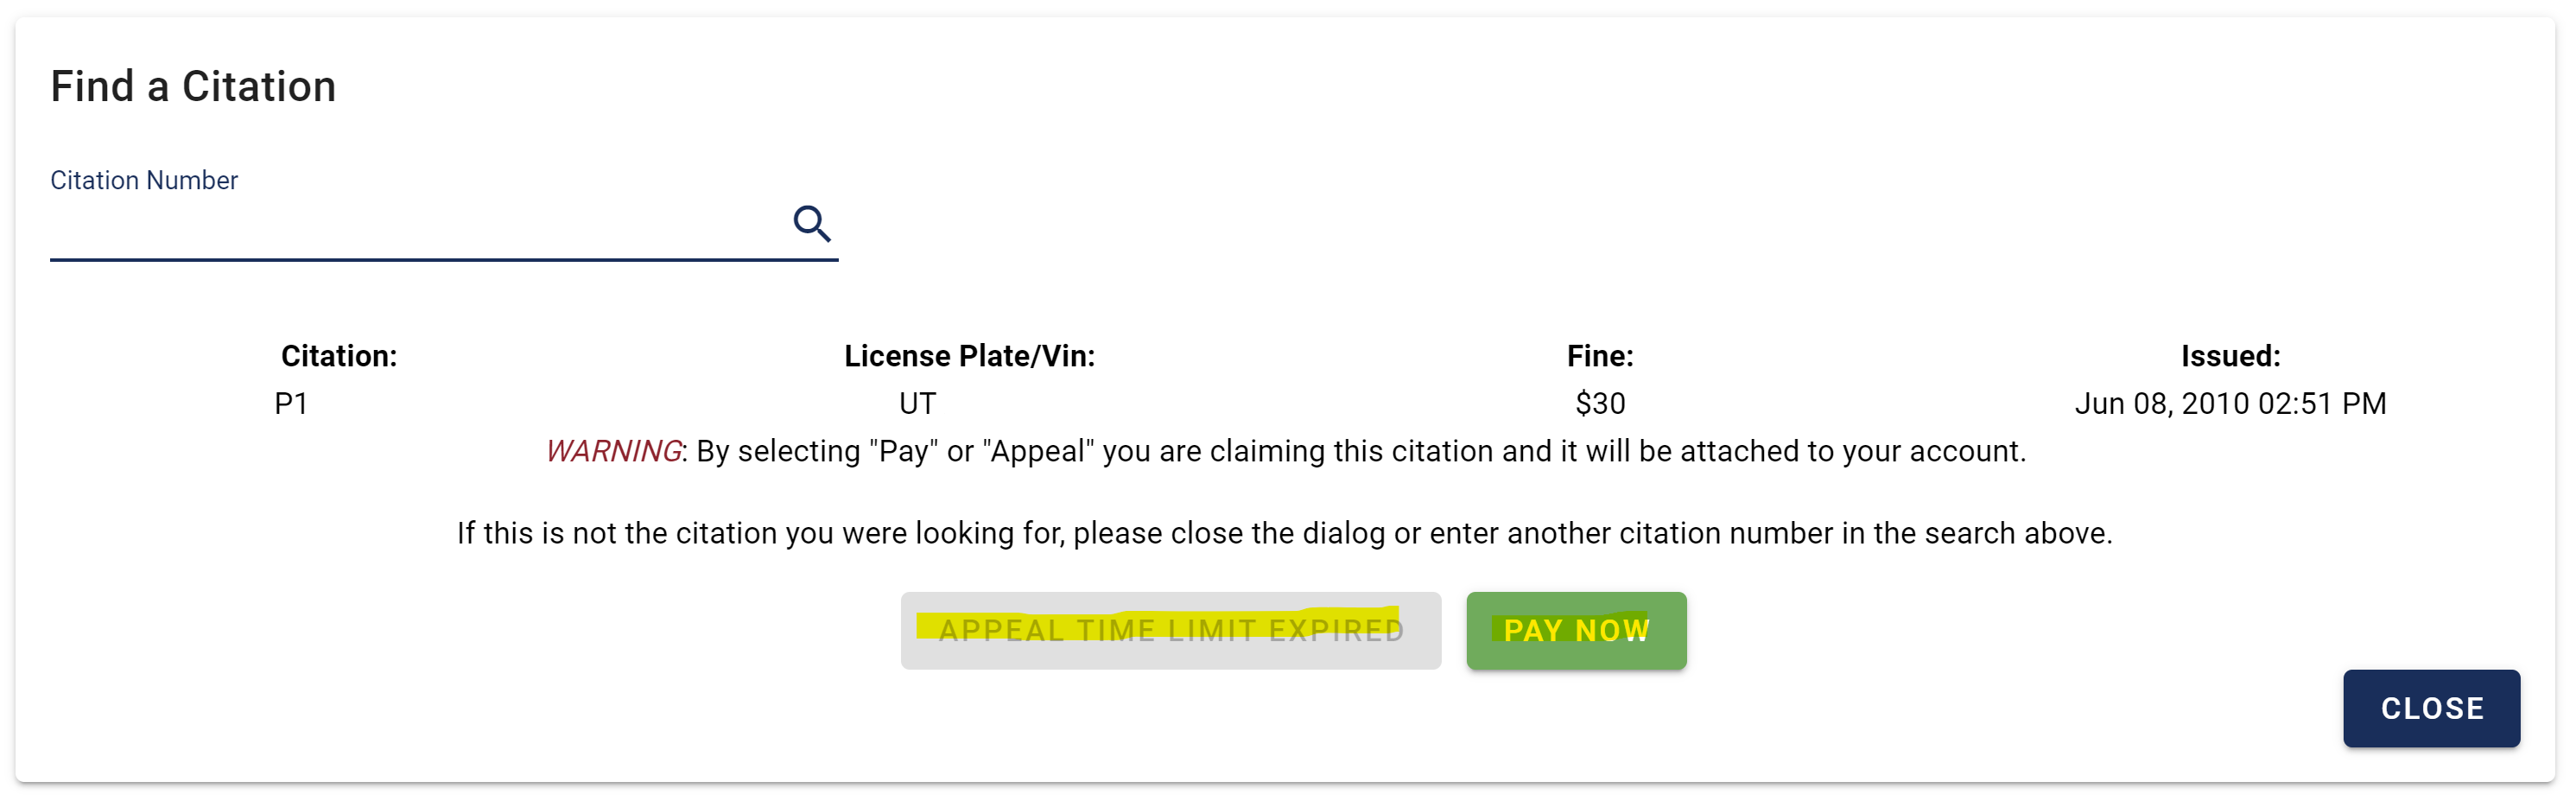 Find a Citation
Citation Number
Citation: License Plate/Vin: Fine: Issued:
P1 UT $30 Jun 08, 2010 02:51 PM
WARNING: By selecting "Pay" or "Appeal" you are claiming this citation and it will be attached to your account.
If this is not the citation you were looking for, please close the dialog or enter another citation number in the search above.
APPEAL TIME LIMIT EXPIRED PAY NOW
CLOSE